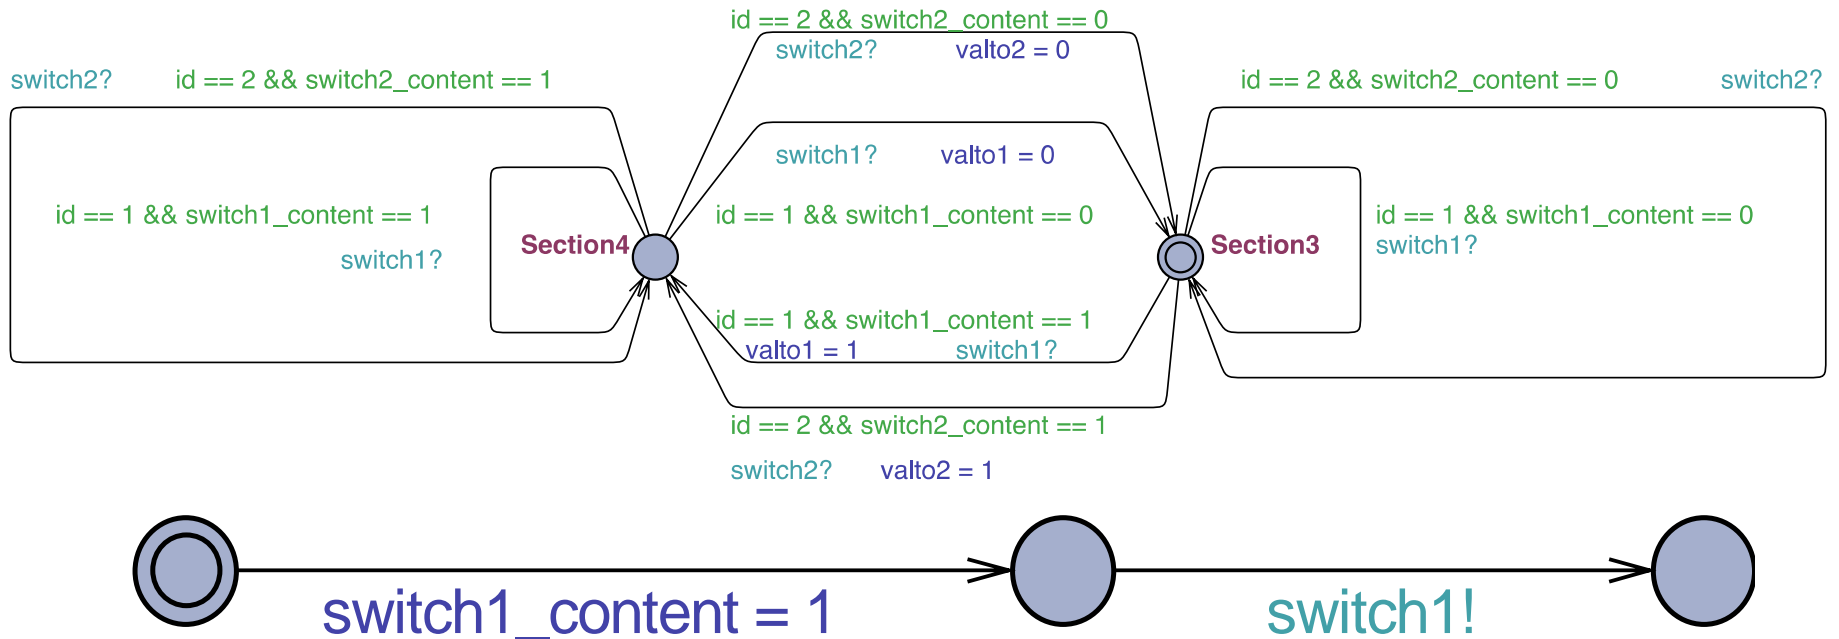 id == 2 && switch2_content == 0
switch2? valto2 = 0
switch2? id == 2 && switch2_content == 1
id == 2 && switch2_content == 0 switch2?
switch1? valto1 = 0
id == 1 && switch1_content == 1
id == 1 && switch1_content == 0
id == 1 && switch1_content == 0
Section4
Section3
switch1?
switch1?
id == 1 && switch1_content == 1
valto1 = 1 switch1?
id == 2 && switch2_content == 1
switch2? valto2 = 1
switch1_content = 1 switch1!